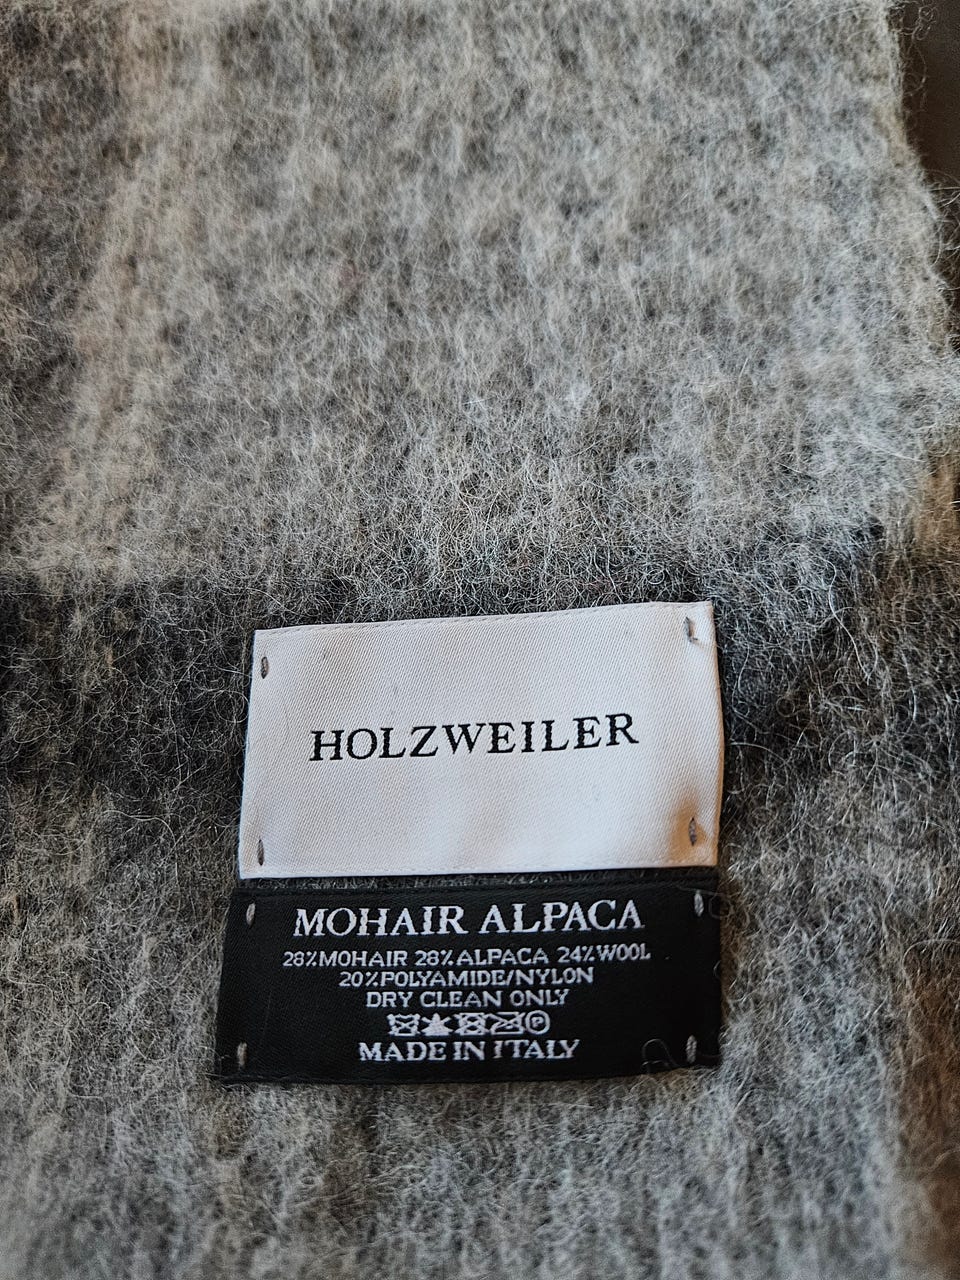 HOLZWEILER
MOHAIR ALPACA
28%MOHAIR 28%ALPACA 24%WOOL
20%POLYAMIDE/NYLON
DRY CLEAN ONLY
P
MADE IN ITALY